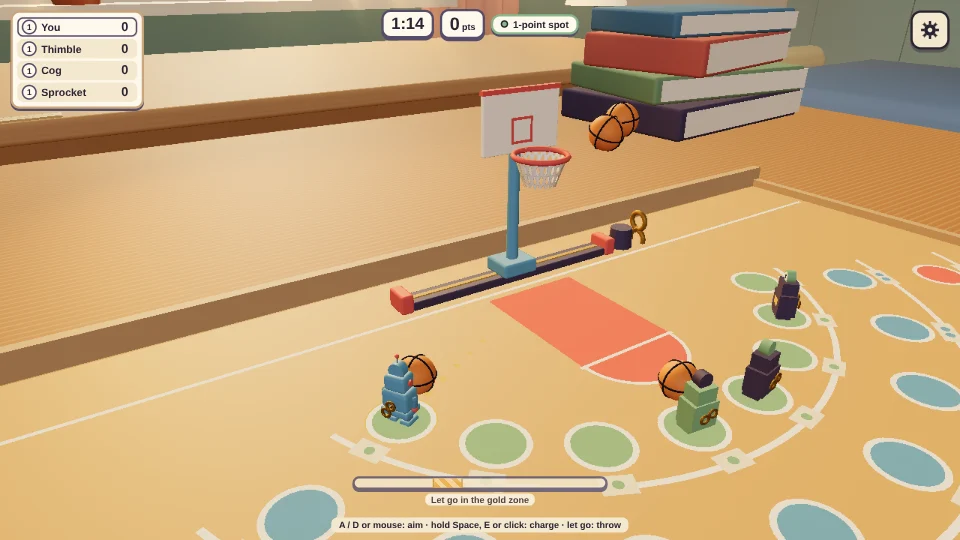 1 You 0
1 Thimble 0
1 Cog 0
1 Sprocket 0
1:14
0 pts
1-point spot
Let go in the gold zone
A / D or mouse: aim · hold Space, E or click: charge · let go: throw